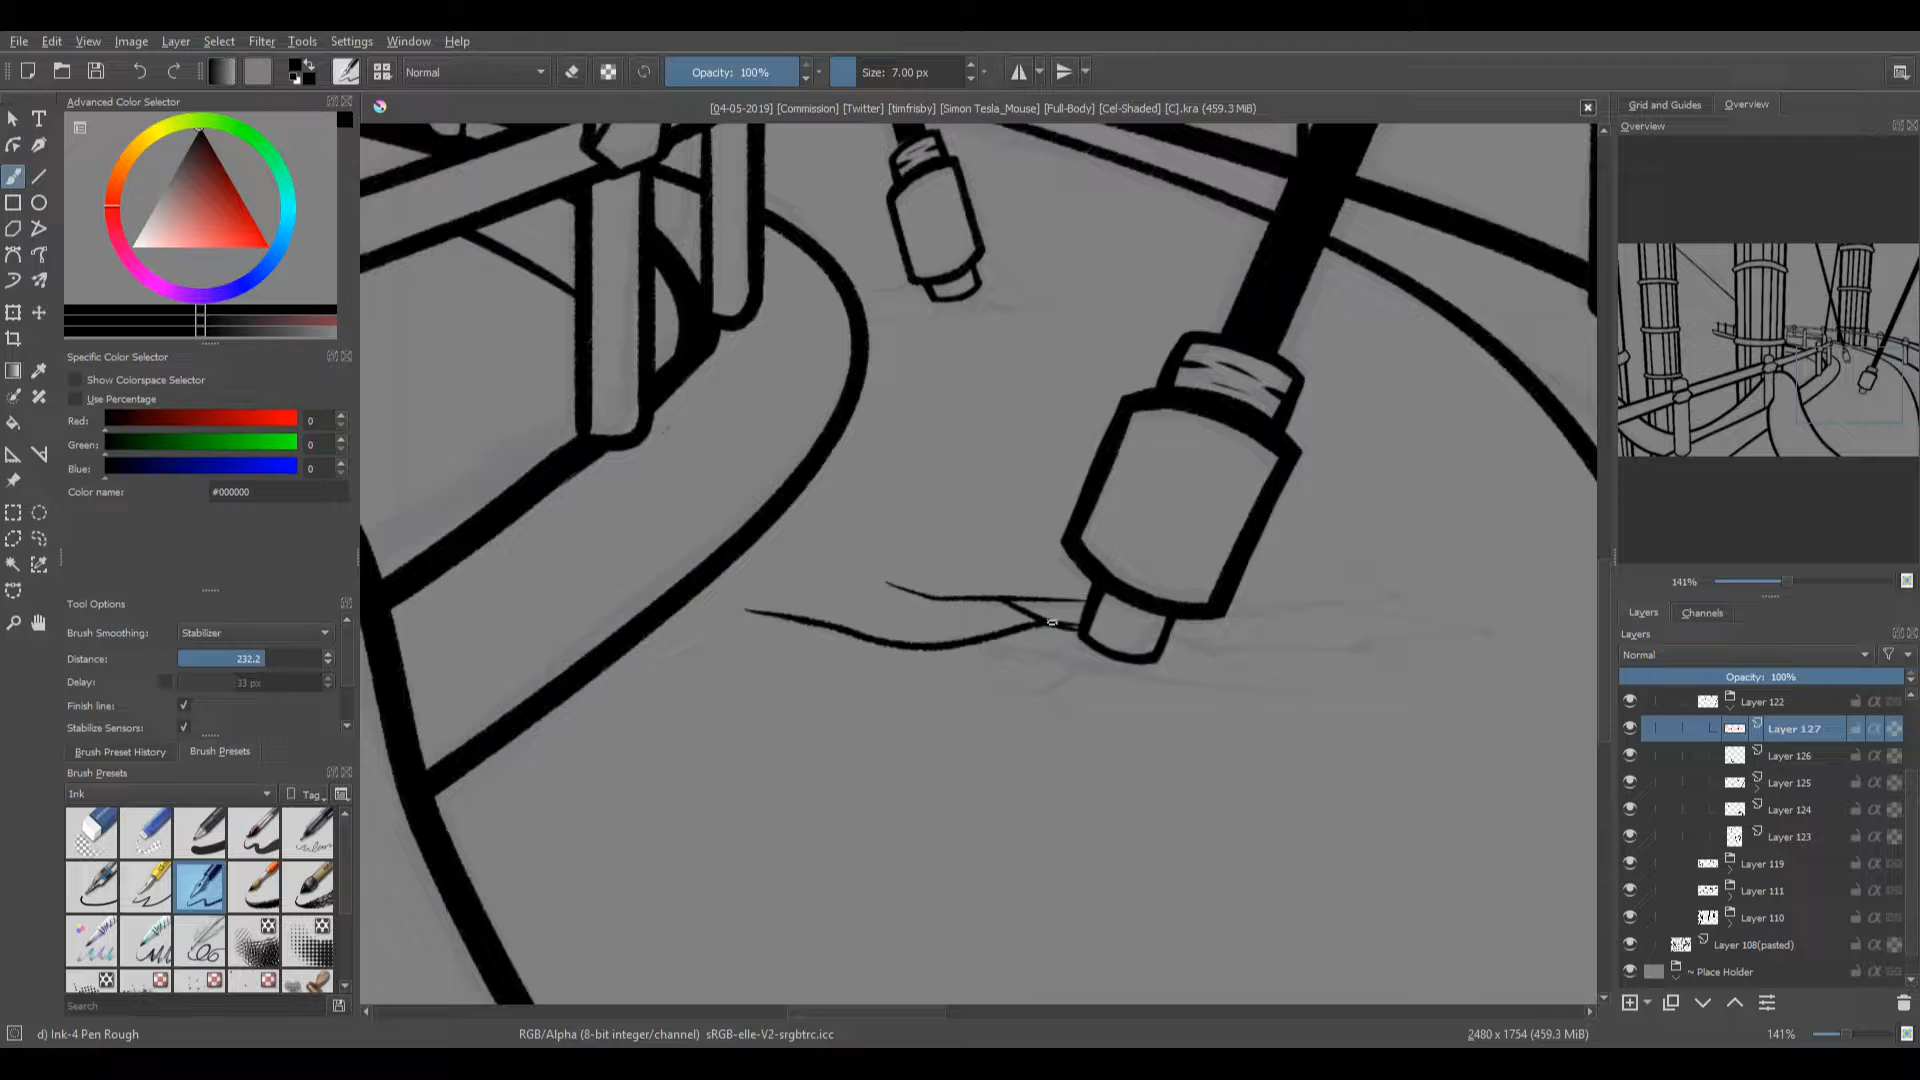 File Edit View Image Layer Select Filter Tools Settings Window Help
Normal Opacity: 100% Size: 7.00 px
Advanced Color Selector
[04-05-2019] [Commission] [Twitter] [timfrisby] [Simon Tesla_Mouse] [Full-Body] [Cel-Shaded] [C].kra (459.3 MiB)
Grid and Guides Overview
Overview
Specific Color Selector
Show Colorspace Selector
Use Percentage
Red: 0
Green: 0
Blue: 0
Color name: #000000
Tool Options
Brush Smoothing: Stabilizer
Distance: 232.2
Delay: 33 px
Finish line:
Stabilize Sensors:
Brush Preset History Brush Presets
Brush Presets
Ink Tag
Search
141%
Layers Channels
Layers
Normal
Opacity: 100%
Layer 122
Layer 127
Layer 126
Layer 125
Layer 124
Layer 123
Layer 119
Layer 111
Layer 110
Layer 108(pasted)
~ Place Holder
d) Ink-4 Pen Rough
RGB/Alpha (8-bit integer/channel) sRGB-elle-V2-srgbtrc.icc
2480 x 1754 (459.3 MiB)
141%